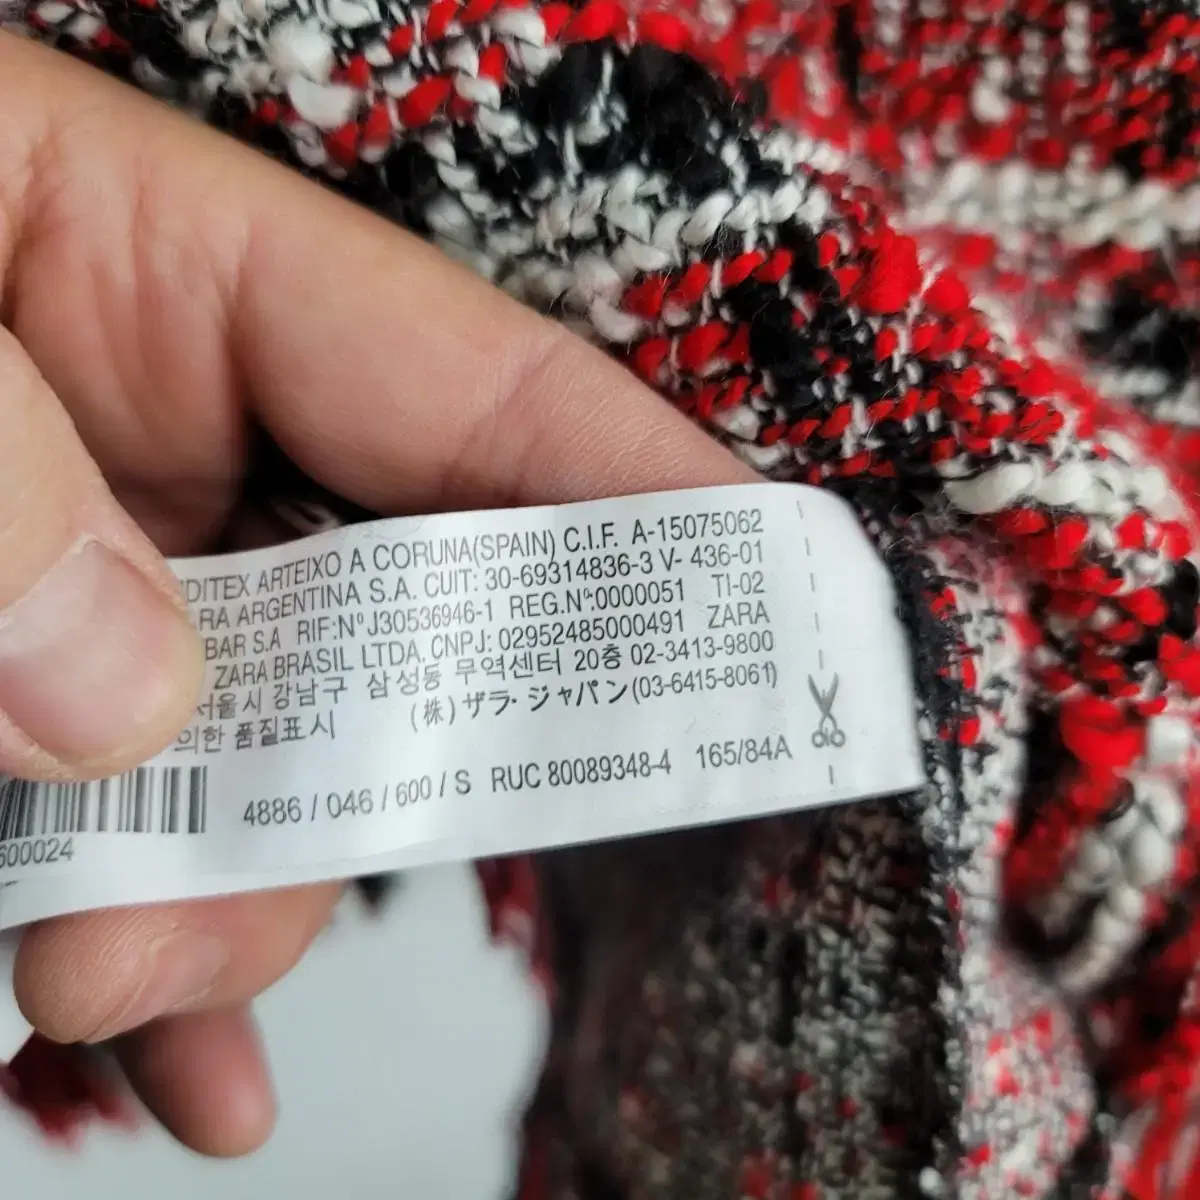 DITEX ARTEIXO A CORUNA(SPAIN) C.I.F. A-15075062
RA ARGENTINA S.A. CUIT: 30-69314836-3 V- 436-01
BAR S.A RIF:Nº J30536946-1 REG.Nº:0000051 TI-02
ZARA BRASIL LTDA. CNPJ: 02952485000491 ZARA
서울시 강남구 삼성동 무역센터 20층 02-3413-9800
의한 품질표시 (株)ザラ・ジャパン(03-6415-8061)
4886 / 046 / 600 / S RUC 80089348-4 165/84A
600024